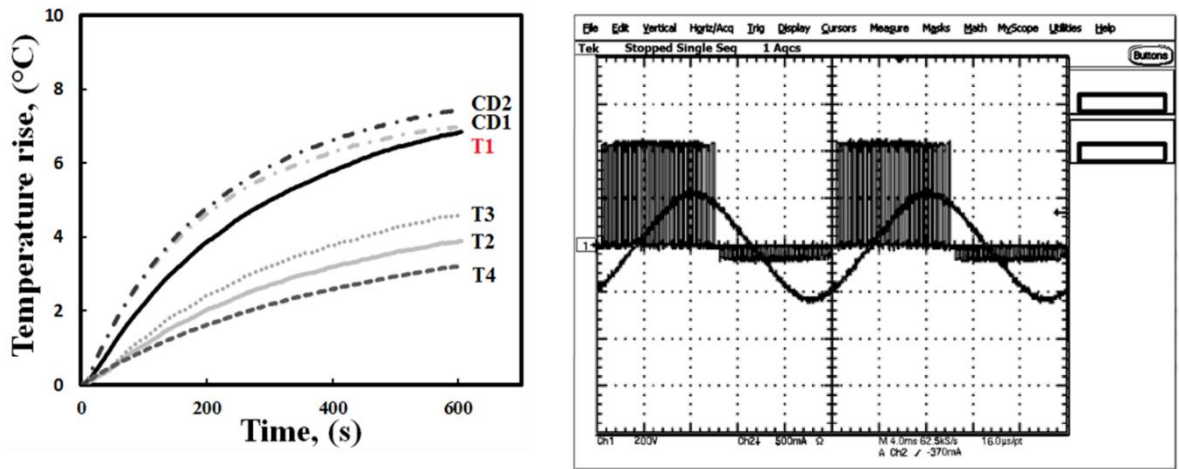 10
8
6
4
2
0
Temperature rise, (°C)
CD2
CD1
T1
T3
T2
T4
0 200 400 600
Time, (s)
File Edit Vertical Horiz/Acq Trig Display Cursors Measure Masks Math MyScope Utilities Help
Tek Stopped Single Seq 1 Acqs
Buttons
1
Ch1 200V Ch2 500mA Ω M 4.0ms 62.5kS/s 16.0µs/pt
A Ch2 -370mA